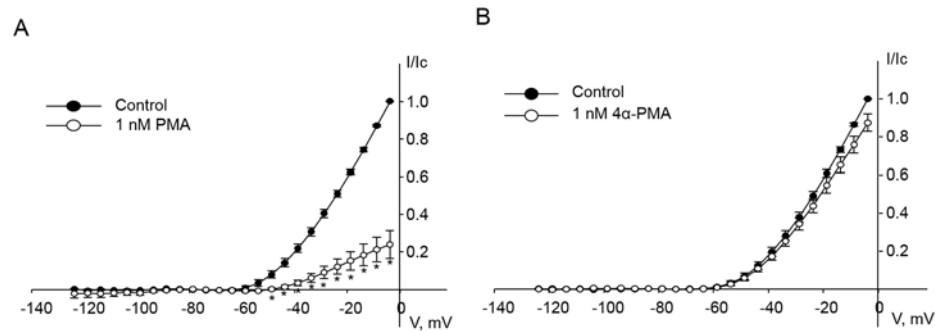 A
I/Ic
Control
1 nM PMA
1.0
0.8
0.6
0.4
0.2
* * * * * * * * * *
-140 -120 -100 -80 -60 -40 -20 0
V, mV
B
I/Ic
Control
1 nM 4α-PMA
1.0
0.8
0.6
0.4
0.2
-140 -120 -100 -80 -60 -40 -20 0
V, mV